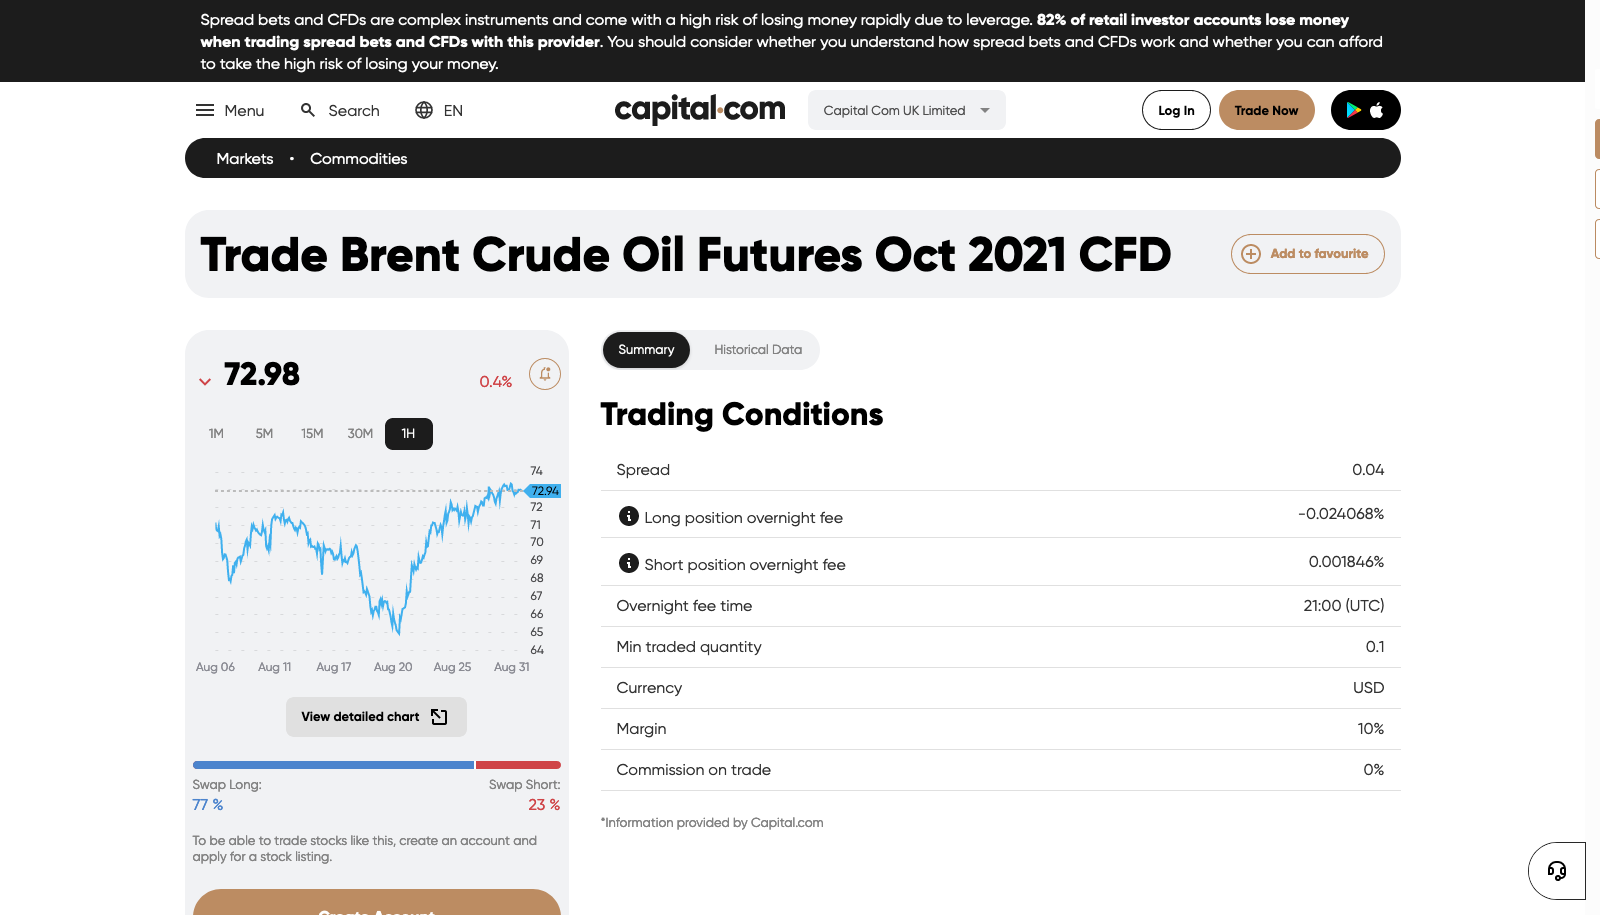 Spread bets and CFDs are complex instruments and come with a high risk of losing money rapidly due to leverage. 82% of retail investor accounts lose money
when trading spread bets and CFDs with this provider. You should consider whether you understand how spread bets and CFDs work and whether you can afford
to take the high risk of losing your money.
Menu
Search
EN
capital.com
Capital Com UK Limited
Log In
Trade Now
Markets • Commodities
Trade Brent Crude Oil Futures Oct 2021 CFD
Add to favourite
72.98
0.4%
1M 5M 15M 30M 1H
74
72.94
72
71
70
69
68
67
66
65
64
Aug 06 Aug 11 Aug 17 Aug 20 Aug 25 Aug 31
View detailed chart
Swap Long: Swap Short:
77 % 23 %
To be able to trade stocks like this, create an account and
apply for a stock listing.
Create Account
Summary Historical Data
Trading Conditions
Spread 0.04
Long position overnight fee -0.024068%
Short position overnight fee 0.001846%
Overnight fee time 21:00 (UTC)
Min traded quantity 0.1
Currency USD
Margin 10%
Commission on trade 0%
*Information provided by Capital.com